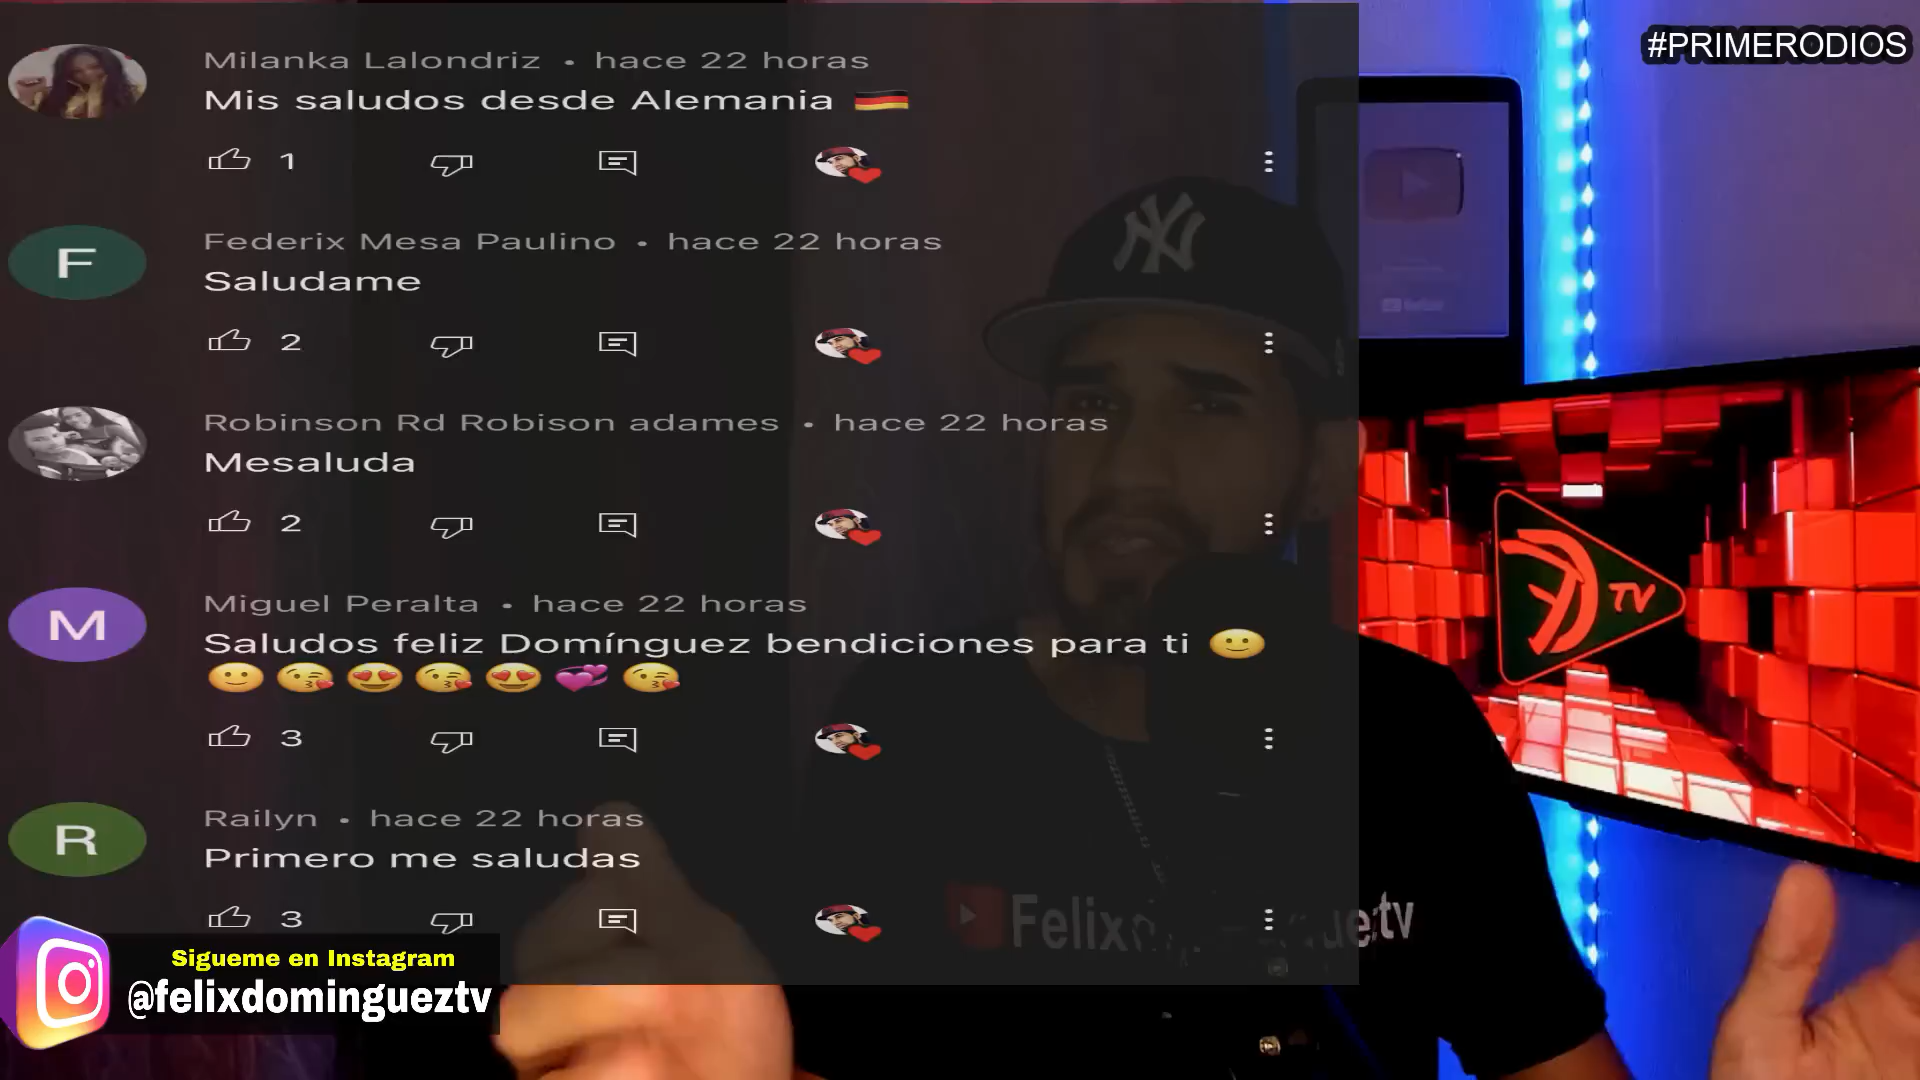 #PRIMERODIOS
Milanka Lalondriz • hace 22 horas
Mis saludos desde Alemania 🇩🇪
1
F
Federix Mesa Paulino • hace 22 horas
Saludame
2
Robinson Rd Robison adames • hace 22 horas
Mesaluda
2
M
Miguel Peralta • hace 22 horas
Saludos feliz Domínguez bendiciones para ti 🙂
🙂😘😍😘😍💞😘
3
R
Railyn • hace 22 horas
Primero me saludas
3
NY
TV
Sigueme en Instagram
@felixdomingueztv